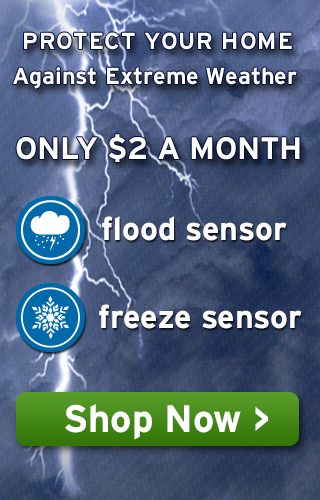 PROTECT YOUR HOME
Against Extreme Weather
ONLY $2 A MONTH
flood sensor
freeze sensor
Shop Now >